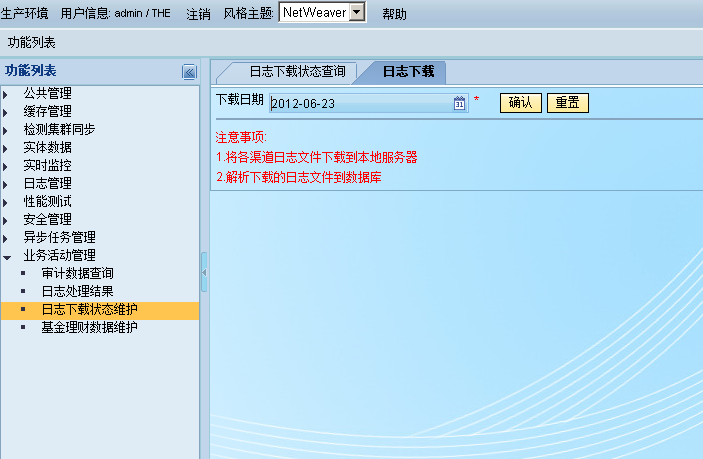 生产环境 用户信息: admin / THE 注销 风格主题: NetWeaver 帮助
功能列表
功能列表
公共管理
缓存管理
检测集群同步
实体数据
实时监控
日志管理
性能测试
安全管理
异步任务管理
业务活动管理
审计数据查询
日志处理结果
日志下载状态维护
基金理财数据维护
日志下载状态查询 日志下载
下载日期 2012-06-23 31 * 确认 重置
注意事项:
1.将各渠道日志文件下载到本地服务器
2.解析下载的日志文件到数据库